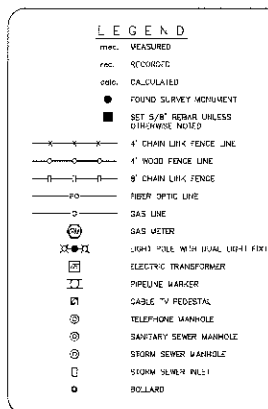 LEGEND
mec. MEASURED
rec. RECORDED
calc. CALCULATED
FOUND SURVEY MONUMENT
SET 5/8" REBAR UNLESS
OTHERWISE NOTED
4' CHAIN LINK FENCE LINE
4' WOOD FENCE LINE
8' CHAIN LINK FENCE
FO FIBER OPTIC LINE
GAS LINE
GAS METER
LIGHT POLE WITH DUAL LIGHT
ELECTRIC TRANSFORMER
PIPELINE MARKER
CABLE TV PEDESTAL
TELEPHONE MANHOLE
SANITARY SEWER MANHOLE
STORM SEWER MANHOLE
STORM SEWER INLET
BOLLARD